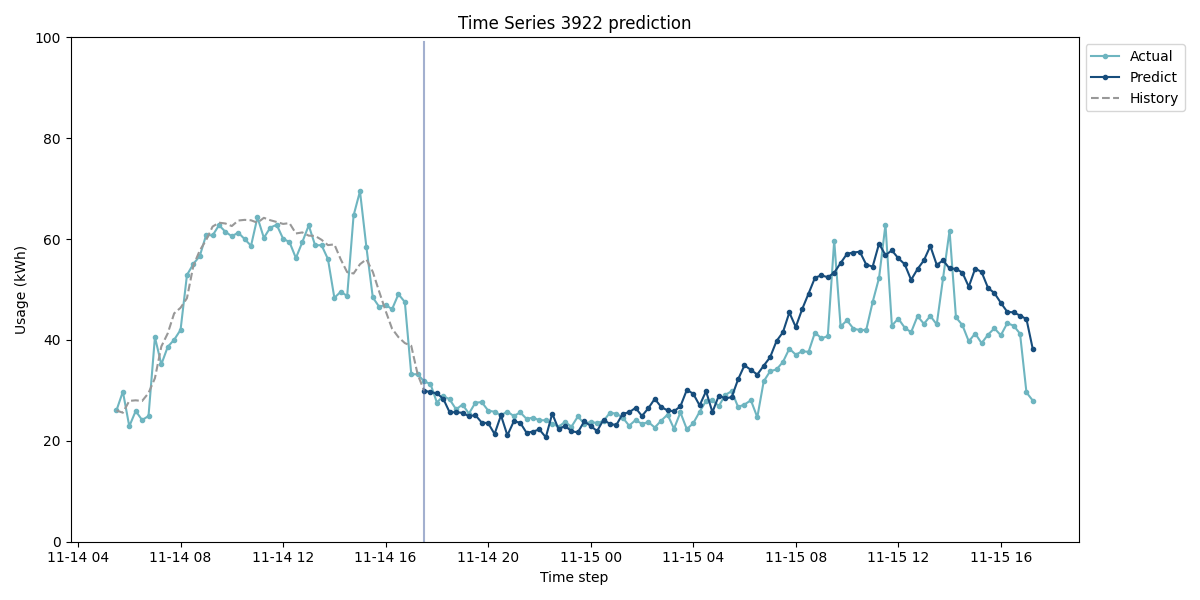 Time Series 3922 prediction
100
80
60
40
20
0
Usage (kWh)
11-14 04
11-14 08
11-14 12
11-14 16
11-14 20
11-15 00
11-15 04
11-15 08
11-15 12
11-15 16
Time step
Actual
Predict
History